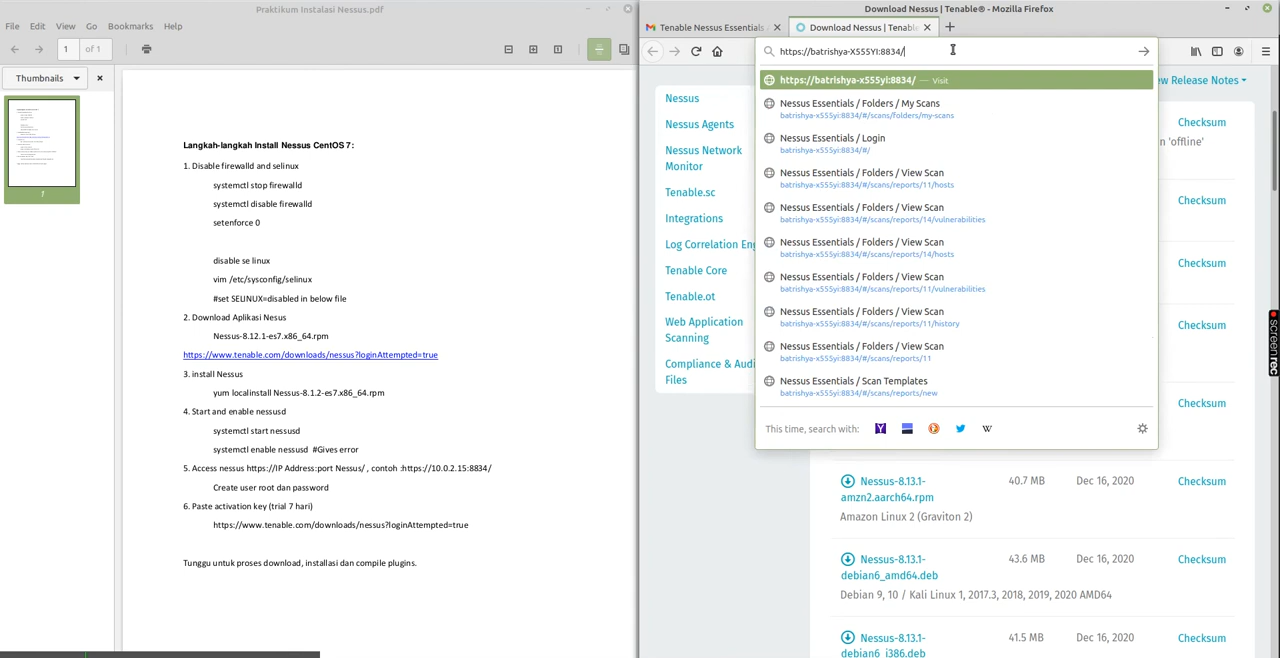 Praktikum Instalasi Nessus.pdf
File Edit View Go Bookmarks Help
1 of 1
Thumbnails
1
Langkah-langkah Install Nessus CentOS 7:
1. Disable firewalld and selinux
systemctl stop firewalld
systemctl disable firewalld
setenforce 0
disable se linux
vim /etc/sysconfig/selinux
#set SELINUX=disabled in below file
2. Download Aplikasi Nesus
Nessus-8.12.1-es7.x86_64.rpm
https://www.tenable.com/downloads/nessus?loginAttempted=true
3. install Nessus
yum localinstall Nessus-8.1.2-es7.x86_64.rpm
4. Start and enable nessusd
systemctl start nessusd
systemctl enable nessusd #Gives error
5. Access nessus https://IP Address:port Nessus/ , contoh :https://10.0.2.15:8834/
Create user root dan password
6. Paste activation key (trial 7 hari)
https://www.tenable.com/downloads/nessus?loginAttempted=true
Tunggu untuk proses download, installasi dan compile plugins.
Download Nessus | Tenable® - Mozilla Firefox
Tenable Nessus Essentials
Download Nessus | Tenable
https://batrishya-X555YI:8834/
https://batrishya-x555yi:8834/ — Visit
Nessus Essentials / Folders / My Scans
batrishya-x555yi:8834/#/scans/folders/my-scans
Nessus Essentials / Login
batrishya-x555yi:8834/#/
Nessus Essentials / Folders / View Scan
batrishya-x555yi:8834/#/scans/reports/11/hosts
Nessus Essentials / Folders / View Scan
batrishya-x555yi:8834/#/scans/reports/14/vulnerabilities
Nessus Essentials / Folders / View Scan
batrishya-x555yi:8834/#/scans/reports/14/hosts
Nessus Essentials / Folders / View Scan
batrishya-x555yi:8834/#/scans/reports/11/vulnerabilities
Nessus Essentials / Folders / View Scan
batrishya-x555yi:8834/#/scans/reports/11/history
Nessus Essentials / Folders / View Scan
batrishya-x555yi:8834/#/scans/reports/11
Nessus Essentials / Scan Templates
batrishya-x555yi:8834/#/scans/reports/new
This time, search with:
Nessus
Nessus Agents
Nessus Network
Monitor
Tenable.sc
Integrations
Log Correlation Eng
Tenable Core
Tenable.ot
Web Application
Scanning
Compliance & Audi
Files
ew Release Notes
Checksum
n 'offline'
Checksum
Checksum
Checksum
Checksum
Nessus-8.13.1- 40.7 MB Dec 16, 2020 Checksum
amzn2.aarch64.rpm
Amazon Linux 2 (Graviton 2)
Nessus-8.13.1- 43.6 MB Dec 16, 2020 Checksum
debian6_amd64.deb
Debian 9, 10 / Kali Linux 1, 2017.3, 2018, 2019, 2020 AMD64
Nessus-8.13.1- 41.5 MB Dec 16, 2020 Checksum
debian6_i386.deb
screenrec